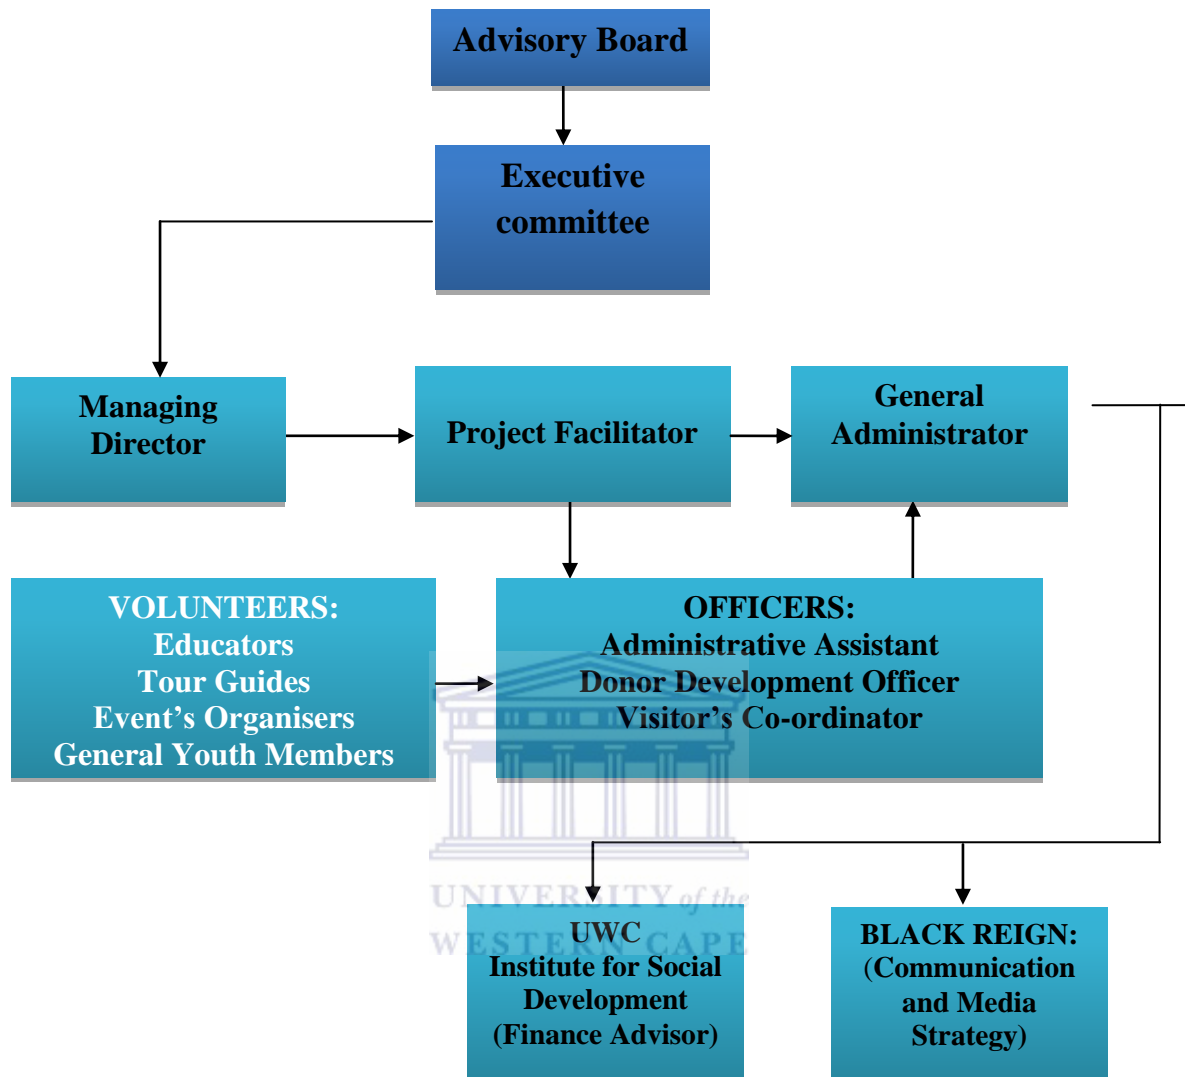 Advisory Board
Executive
committee
Managing
Director
Project Facilitator
General
Administrator
VOLUNTEERS:
Educators
Tour Guides
Event’s Organisers
General Youth Members
OFFICERS:
Administrative Assistant
Donor Development Officer
Visitor’s Co-ordinator
UNIVERSITY of the
WESTERN CAPE
UWC
Institute for Social
Development
(Finance Advisor)
BLACK REIGN:
(Communication
and Media
Strategy)